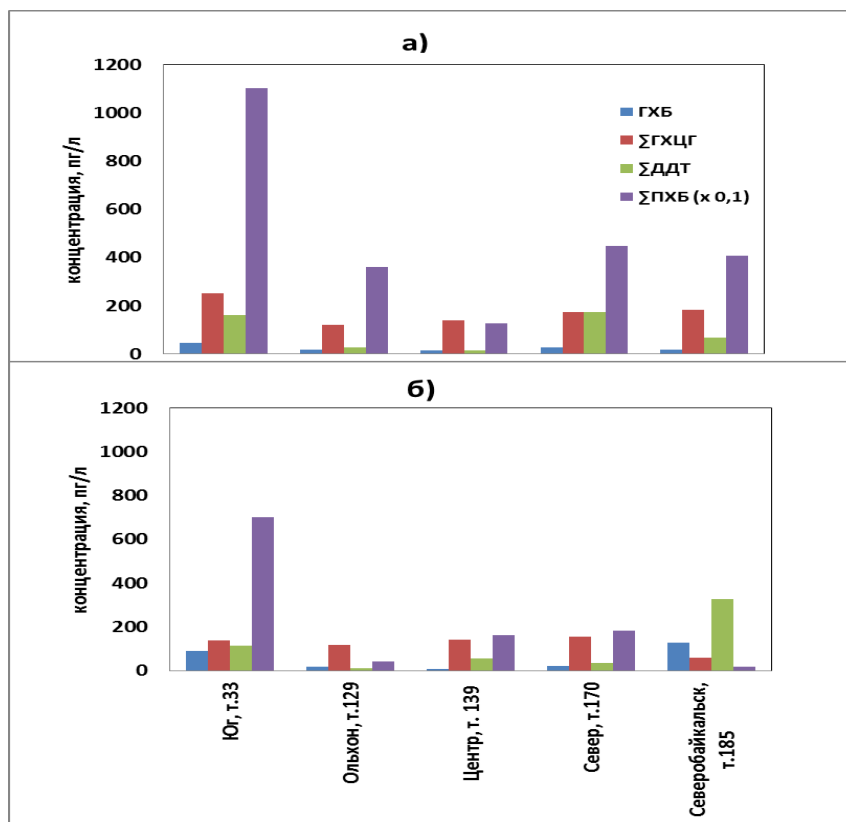 а)
1200
1000
800
600
400
200
0
концентрация, пг/л
ГХБ
∑ГХЦГ
∑ДДТ
∑ПХБ (х 0,1)
б)
1200
1000
800
600
400
200
0
концентрация, пг/л
Юг, т.33
Ольхон, т.129
Центр, т. 139
Север, т.170
Северобайкальск,
т.185